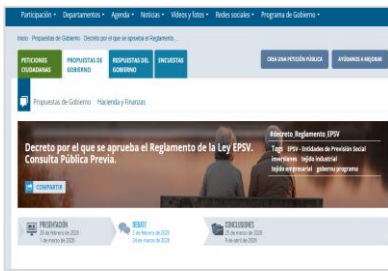 Participación Departamentos Agenda Noticias Vídeos y fotos Redes sociales Programa de Gobierno
Inicio Propuestas de Gobierno Decreto por el que se aprueba el Reglamento...
PETICIONES CIUDADANAS
PROPUESTAS DE GOBIERNO
RESPUESTAS DEL GOBIERNO
ENCUESTAS
CREA UNA PETICIÓN PÚBLICA
AYÚDANOS A MEJORAR
Propuestas de Gobierno Hacienda y Finanzas
Decreto por el que se aprueba el Reglamento de la Ley EPSV.
Consulta Pública Previa.
COMPARTIR
#decreto_Reglamento_EPSV
Tags EPSV - Entidades de Previsión Social
inversiones tejido industrial
tejido empresarial gobernu programa
PRESENTACIÓN
DEBATE
CONCLUSIONES